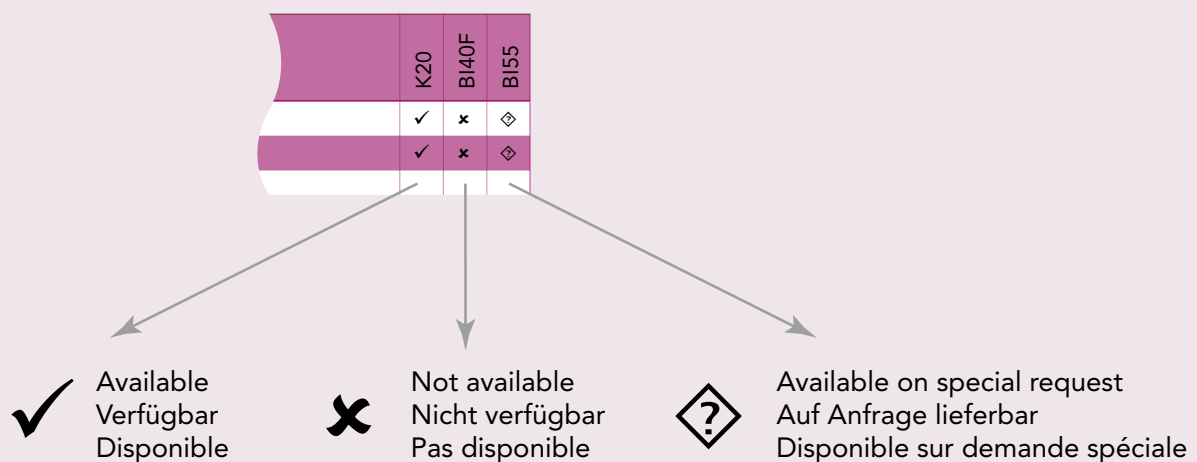 K20 BI40F BI55
✓ ✘ ?
✓ ✘ ?
✓ Available
Verfügbar
Disponible
✘ Not available
Nicht verfügbar
Pas disponible
? Available on special request
Auf Anfrage lieferbar
Disponible sur demande spéciale